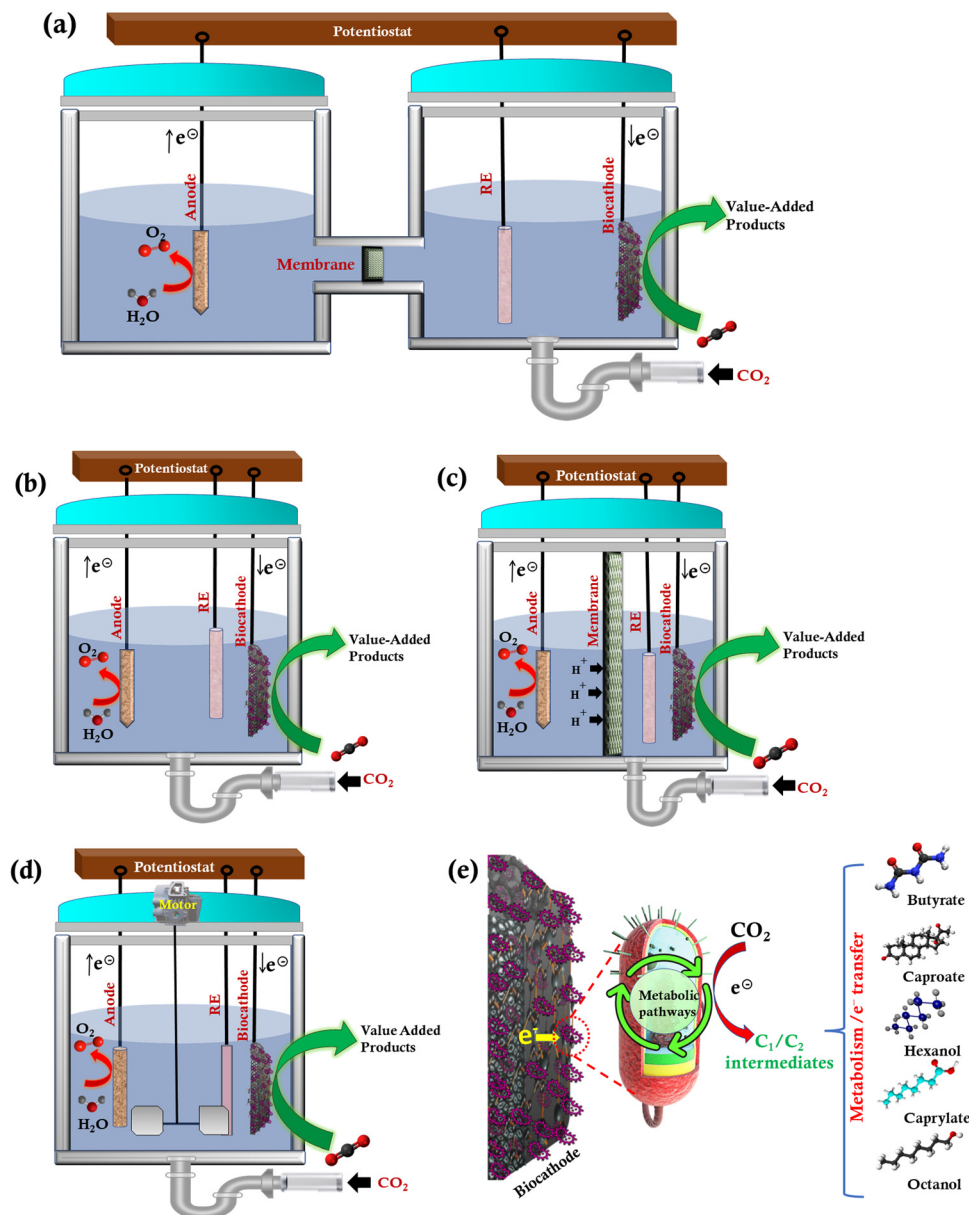 (a)
Potentiostat
↑e⊖
↓e⊖
Anode
RE
Biocathode
Value-Added
Products
O2
Membrane
H2O
CO2
(b)
Potentiostat
↑e⊖
↓e⊖
Anode
RE
Biocathode
O2
Value-Added
Products
H2O
CO2
(c)
Potentiostat
↑e⊖
↓e⊖
Anode
Membrane
RE
Biocathode
O2
Value-Added
Products
H+
H+
H+
H2O
CO2
(d)
Potentiostat
Motor
↑e⊖
↓e⊖
Anode
RE
Biocathode
O2
Value Added
Products
H2O
CO2
(e)
e-
Biocathode
Metabolic
pathways
CO2
e⊖
C1/C2
intermediates
Metabolism /e- transfer
Butyrate
Caproate
Hexanol
Caprylate
Octanol